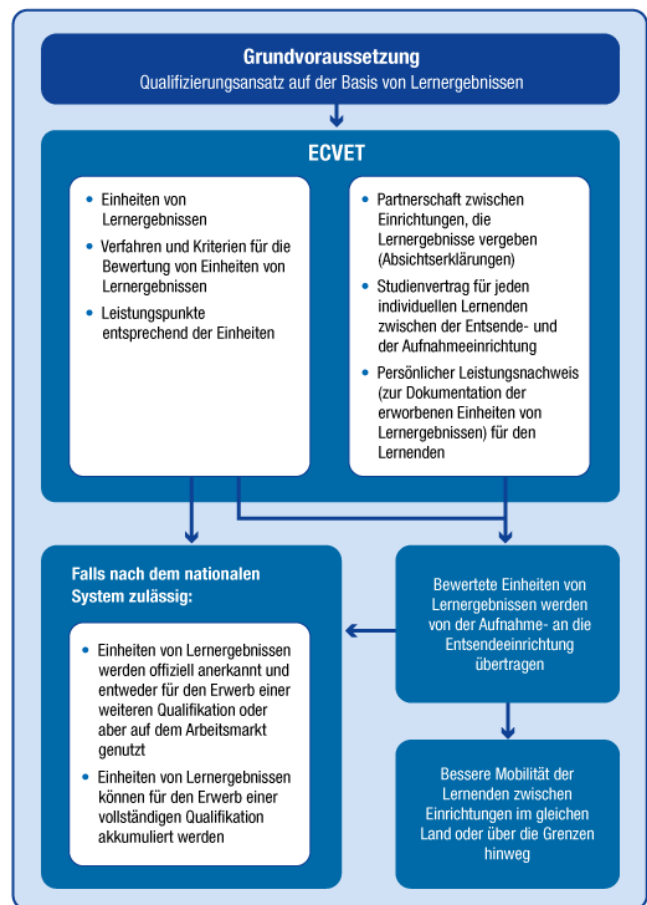 Grundvoraussetzung
Qualifizierungsansatz auf der Basis von Lernergebnissen
ECVET
• Einheiten von
Lernergebnissen
• Verfahren und Kriterien für die
Bewertung von Einheiten von
Lernergebnissen
• Leistungspunkte
entsprechend der Einheiten
• Partnerschaft zwischen
Einrichtungen, die
Lernergebnisse vergeben
(Absichtserklärungen)
• Studienvertrag für jeden
individuellen Lernenden
zwischen der Entsende- und
der Aufnahmeeinrichtung
• Persönlicher Leistungsnachweis
(zur Dokumentation der
erworbenen Einheiten von
Lernergebnissen) für den
Lernenden
Falls nach dem nationalen
System zulässig:
• Einheiten von Lernergebnissen
werden offiziell anerkannt und
entweder für den Erwerb einer
weiteren Qualifikation oder
aber auf dem Arbeitsmarkt
genutzt
• Einheiten von Lernergebnissen
können für den Erwerb einer
vollständigen Qualifikation
akkumuliert werden
Bewertete Einheiten von
Lernergebnissen werden
von der Aufnahme- an die
Entsendeeinrichtung
übertragen
Bessere Mobilität der
Lernenden zwischen
Einrichtungen im gleichen
Land oder über die Grenzen
hinweg